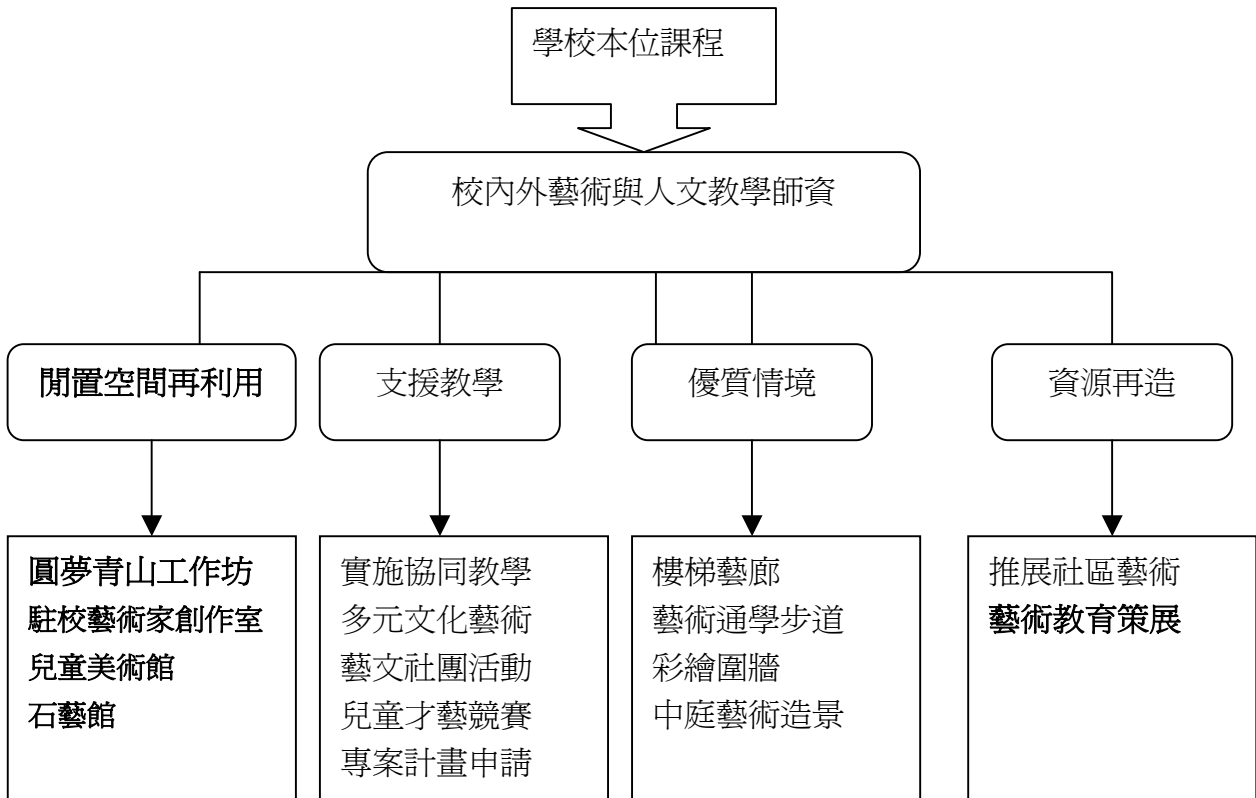 學校本位課程
校內外藝術與人文教學師資
閒置空間再利用
支援教學
優質情境
資源再造
圓夢青山工作坊
駐校藝術家創作室
兒童美術館
石藝館
實施協同教學
多元文化藝術
藝文社團活動
兒童才藝競賽
專案計畫申請
樓梯藝廊
藝術通學步道
彩繪圍牆
中庭藝術造景
推展社區藝術
藝術教育策展